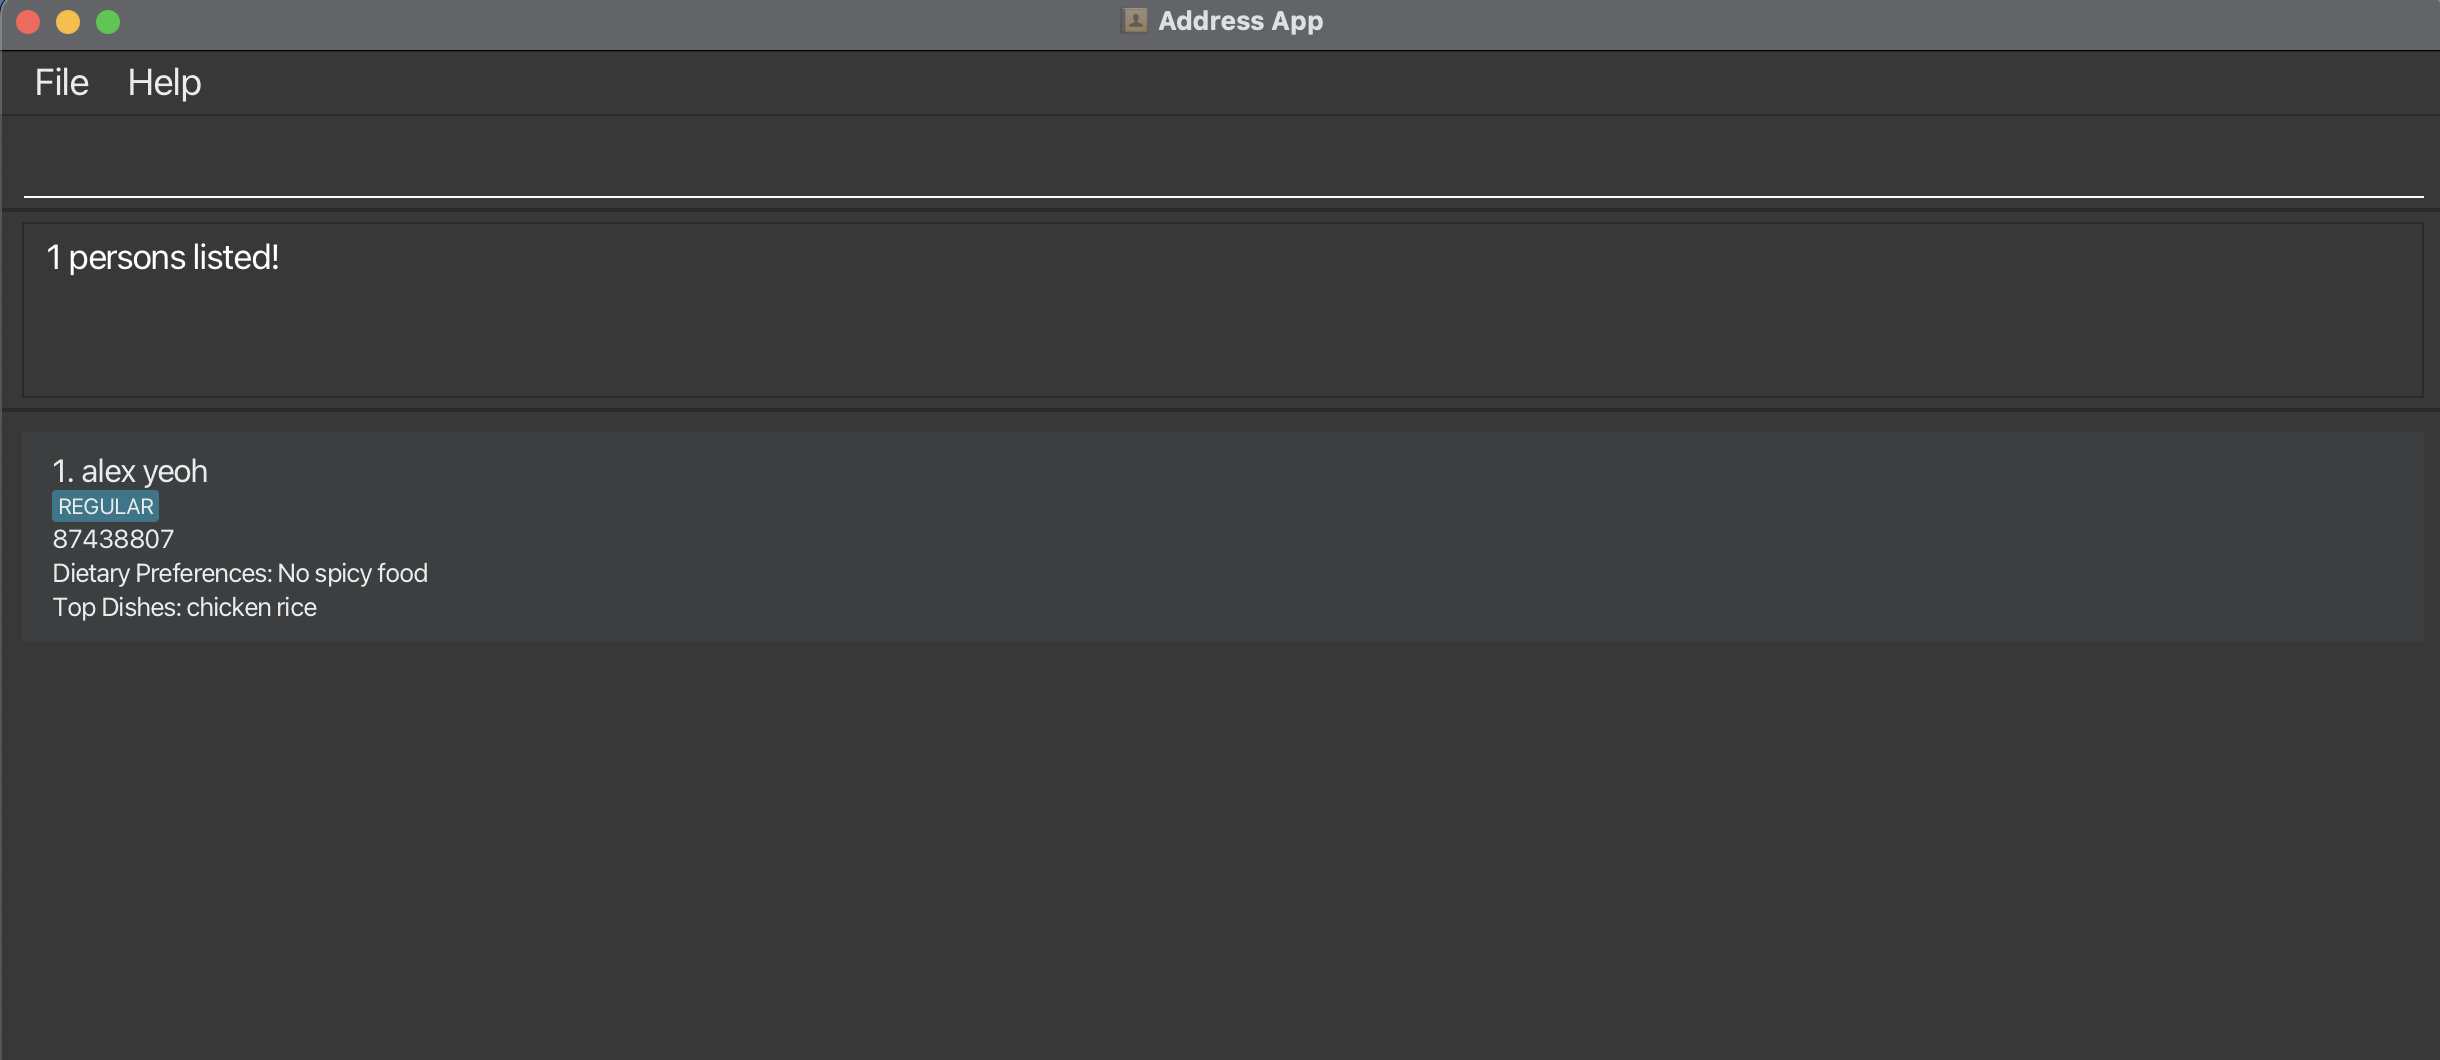 Address App
File Help
1 persons listed!
1. alex yeoh
REGULAR
87438807
Dietary Preferences: No spicy food
Top Dishes: chicken rice